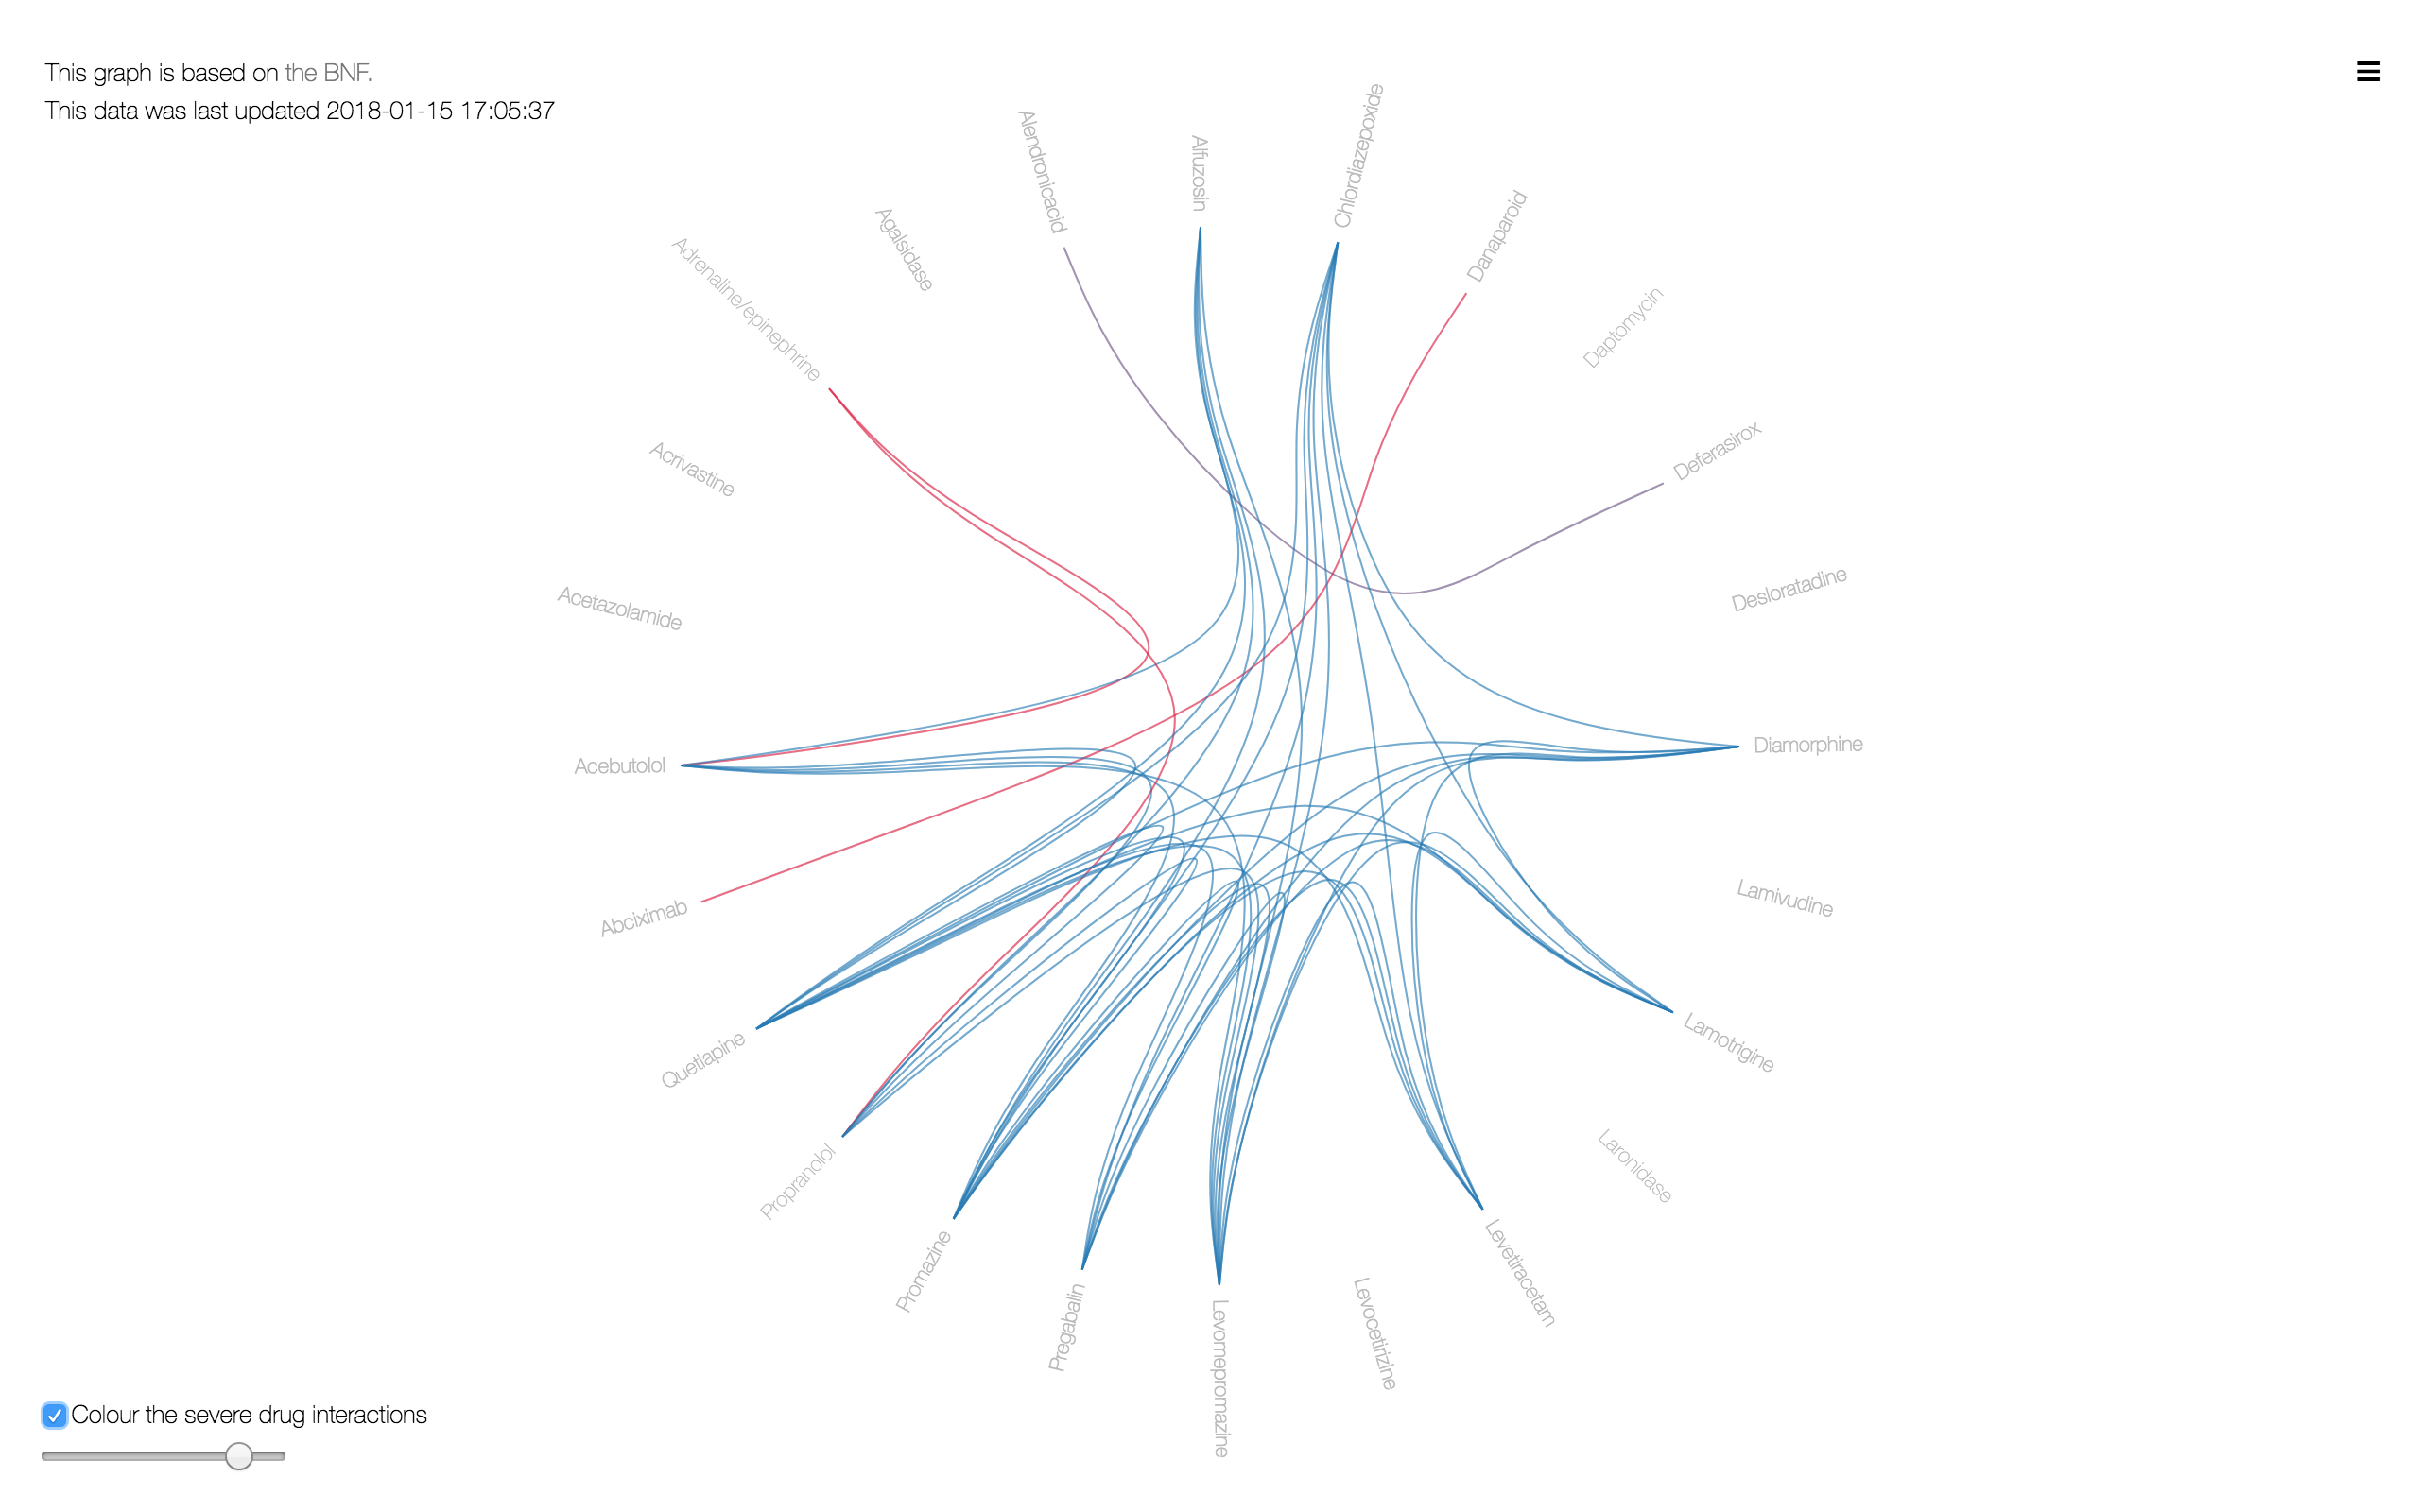 This graph is based on the BNF.
This data was last updated 2018-01-15 17:05:37
Alendronicacid
Alfuzosin
Chlordiazepoxide
Danaparoid
Daptomycin
Deferasirox
Desloratadine
Diamorphine
Lamivudine
Lamotrigine
Laronidase
Levetiracetam
Levocetirizine
Levomepromazine
Pregabalin
Promazine
Propranolol
Quetiapine
Abciximab
Acebutolol
Acetazolamide
Acrivastine
Adrenaline/epinephrine
Agalsidase
Colour the severe drug interactions